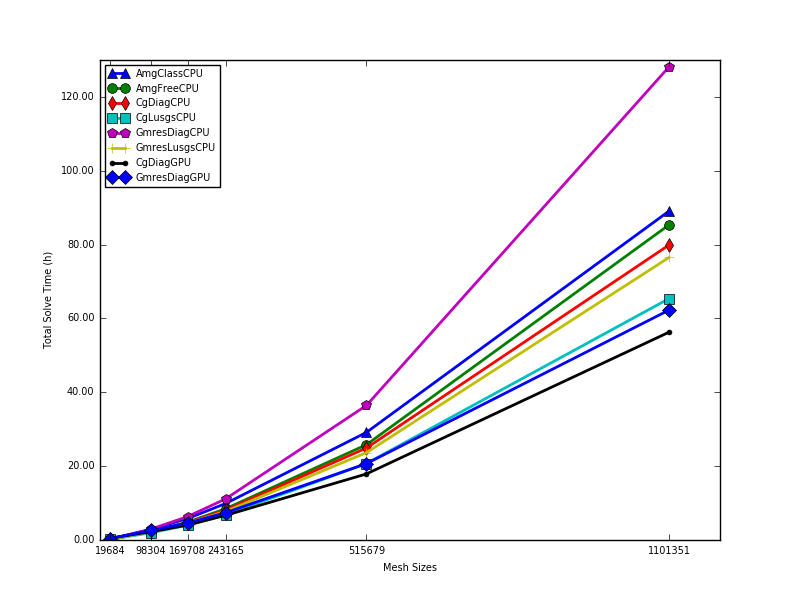 120.00
100.00
80.00
60.00
40.00
20.00
0.00
Total Solve Time (h)
AmgClassCPU
AmgFreeCPU
CgDiagCPU
CgLusgsCPU
GmresDiagCPU
GmresLusgsCPU
CgDiagGPU
GmresDiagGPU
19684 98304 169708 243165 515679 1101351
Mesh Sizes